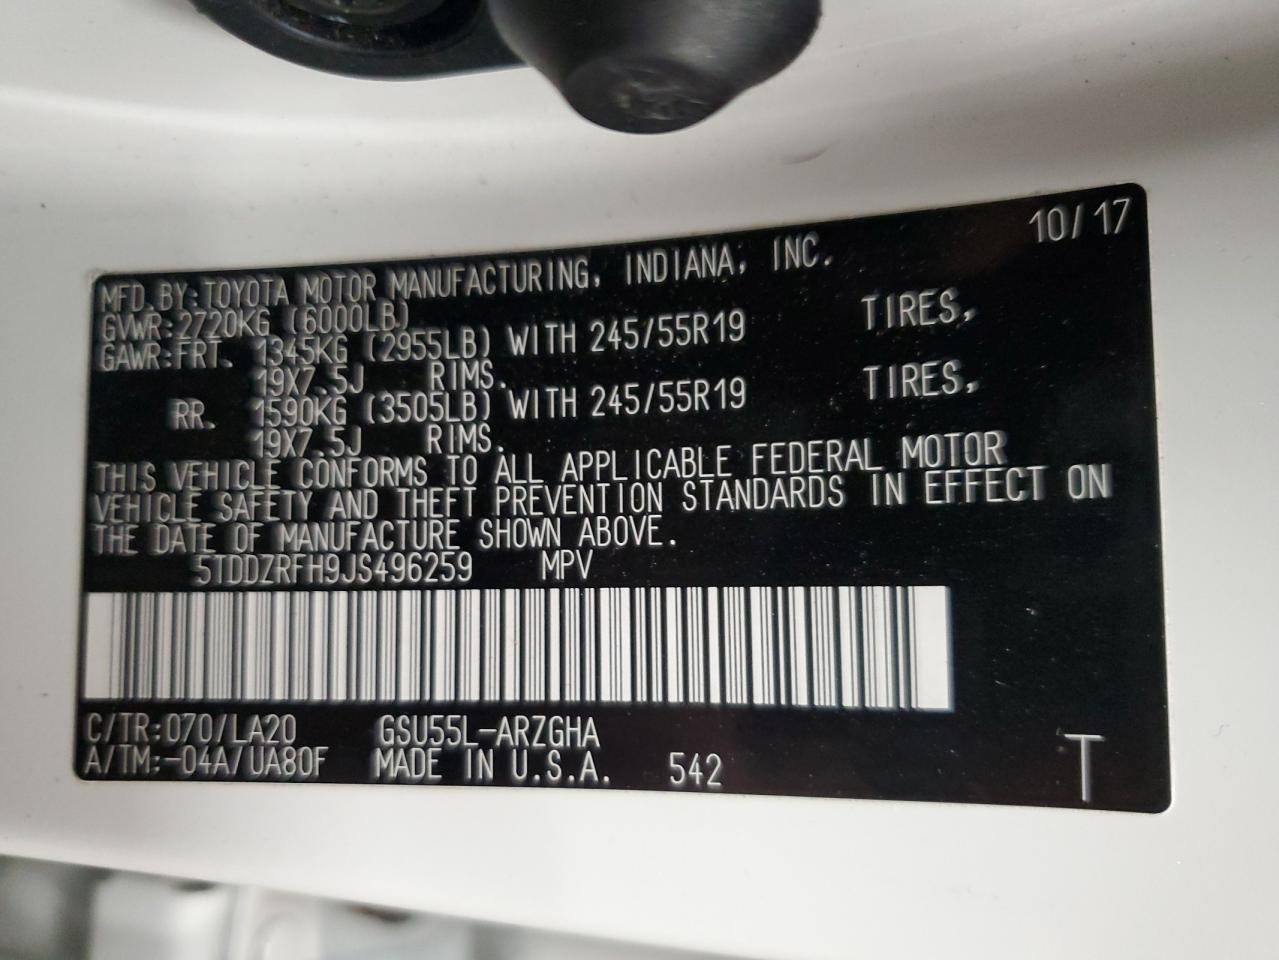 10/17
MFD.BY:TOYOTA MOTOR MANUFACTURING, INDIANA, INC.
GVWR:2720KG (6000LB)
GAWR:FRT. 1345KG (2955LB) WITH 245/55R19 TIRES,
19X7.5J RIMS.
RR. 1590KG (3505LB) WITH 245/55R19 TIRES,
19X7.5J RIMS.
THIS VEHICLE CONFORMS TO ALL APPLICABLE FEDERAL MOTOR
VEHICLE SAFETY AND THEFT PREVENTION STANDARDS IN EFFECT ON
THE DATE OF MANUFACTURE SHOWN ABOVE.
5TDDZRFH9JS496259 MPV
C/TR:070/LA20 GSU55L-ARZGHA
A/TM:-04A/UA80F MADE IN U.S.A. 542
T